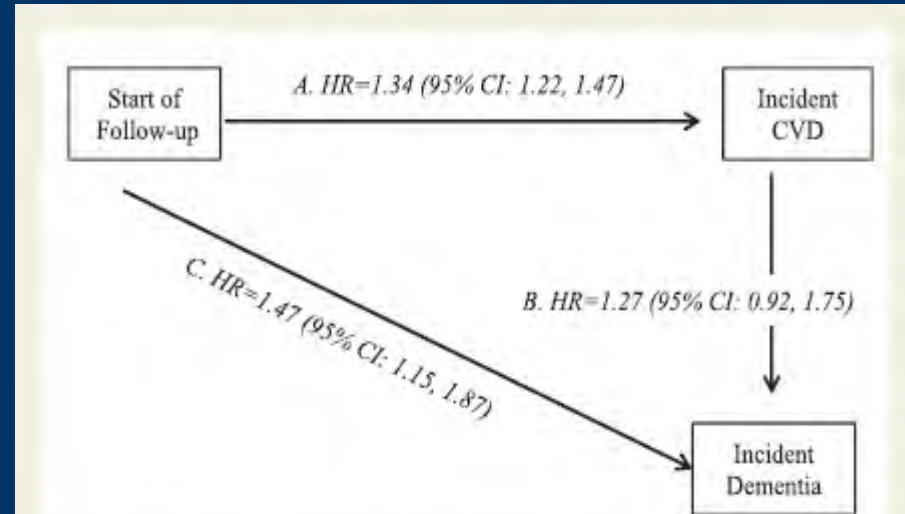 A. HR=1.34 (95% CI: 1.22, 1.47)
Start of
Follow-up
Incident
CVD
C. HR=1.47 (95% CI: 1.15, 1.87)
B. HR=1.27 (95% CI: 0.92, 1.75)
Incident
Dementia